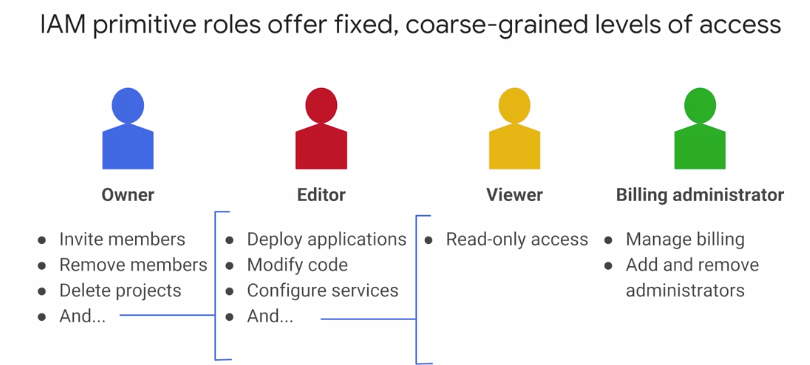 IAM primitive roles offer fixed, coarse-grained levels of access
Owner
● Invite members
● Remove members
● Delete projects
● And...
Editor
● Deploy applications
● Modify code
● Configure services
● And...
Viewer
● Read-only access
Billing administrator
● Manage billing
● Add and remove
administrators